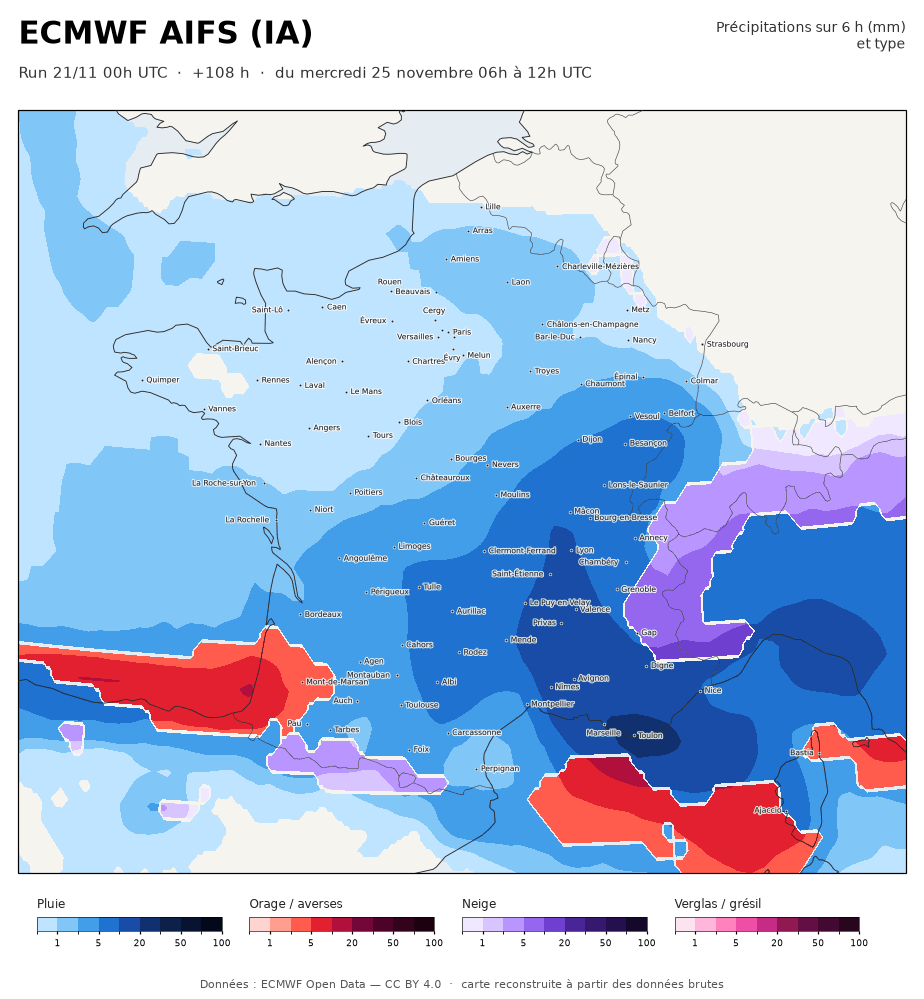 ECMWF AIFS (IA)
Précipitations sur 6 h (mm)
et type
Run 21/11 00h UTC · +108 h · du mercredi 25 novembre 06h à 12h UTC
Lille
Arras
Amiens
Charleville-Mézières
Rouen
Laon
Beauvais
Saint-Lô
Caen
Cergy
Metz
Évreux
Châlons-en-Champagne
Paris
Versailles
Bar-le-Duc
Nancy
Strasbourg
Saint-Brieuc
Évry
Melun
Alençon
Chartres
Troyes
Épinal
Quimper
Rennes
Laval
Chaumont
Colmar
Le Mans
Orléans
Vannes
Auxerre
Vesoul
Belfort
Angers
Blois
Tours
Nantes
Dijon
Besançon
Bourges
Nevers
La Roche-sur-Yon
Châteauroux
Lons-le-Saunier
Poitiers
Moulins
Niort
Mâcon
Bourg-en-Bresse
La Rochelle
Guéret
Annecy
Limoges
Clermont-Ferrand
Lyon
Angoulême
Chambéry
Saint-Étienne
Périgueux
Tulle
Grenoble
Le Puy-en-Velay
Bordeaux
Aurillac
Valence
Privas
Gap
Cahors
Mende
Rodez
Agen
Digne
Montauban
Mont-de-Marsan
Albi
Avignon
Nîmes
Nice
Auch
Toulouse
Montpellier
Pau
Tarbes
Carcassonne
Marseille
Toulon
Foix
Bastia
Perpignan
Ajaccio
Pluie
Orage / averses
Neige
Verglas / grésil
1 5 20 50 100
1 5 20 50 100
1 5 20 50 100
1 5 20 50 100
Données : ECMWF Open Data — CC BY 4.0 · carte reconstruite à partir des données brutes